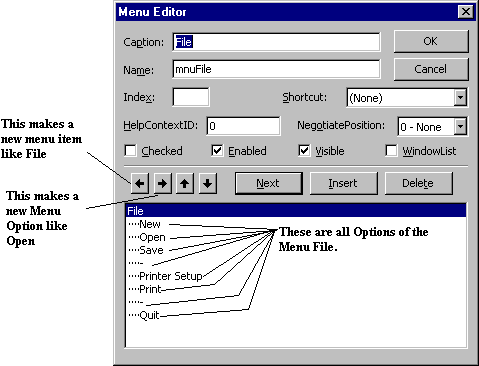 Menu Editor
Caption: File OK
Name: mnuFile Cancel
Index: Shortcut: (None)
This makes a
new menu item
like File
HelpContextID: 0 NegotiatePosition: 0 - None
Checked Enabled Visible WindowList
This makes a
new Menu
Option like
Open
Next Insert Delete
File
····New
····Open
····Save
····-
····Printer Setup
····Print
····-
····Quit
These are all Options of the
Menu File.